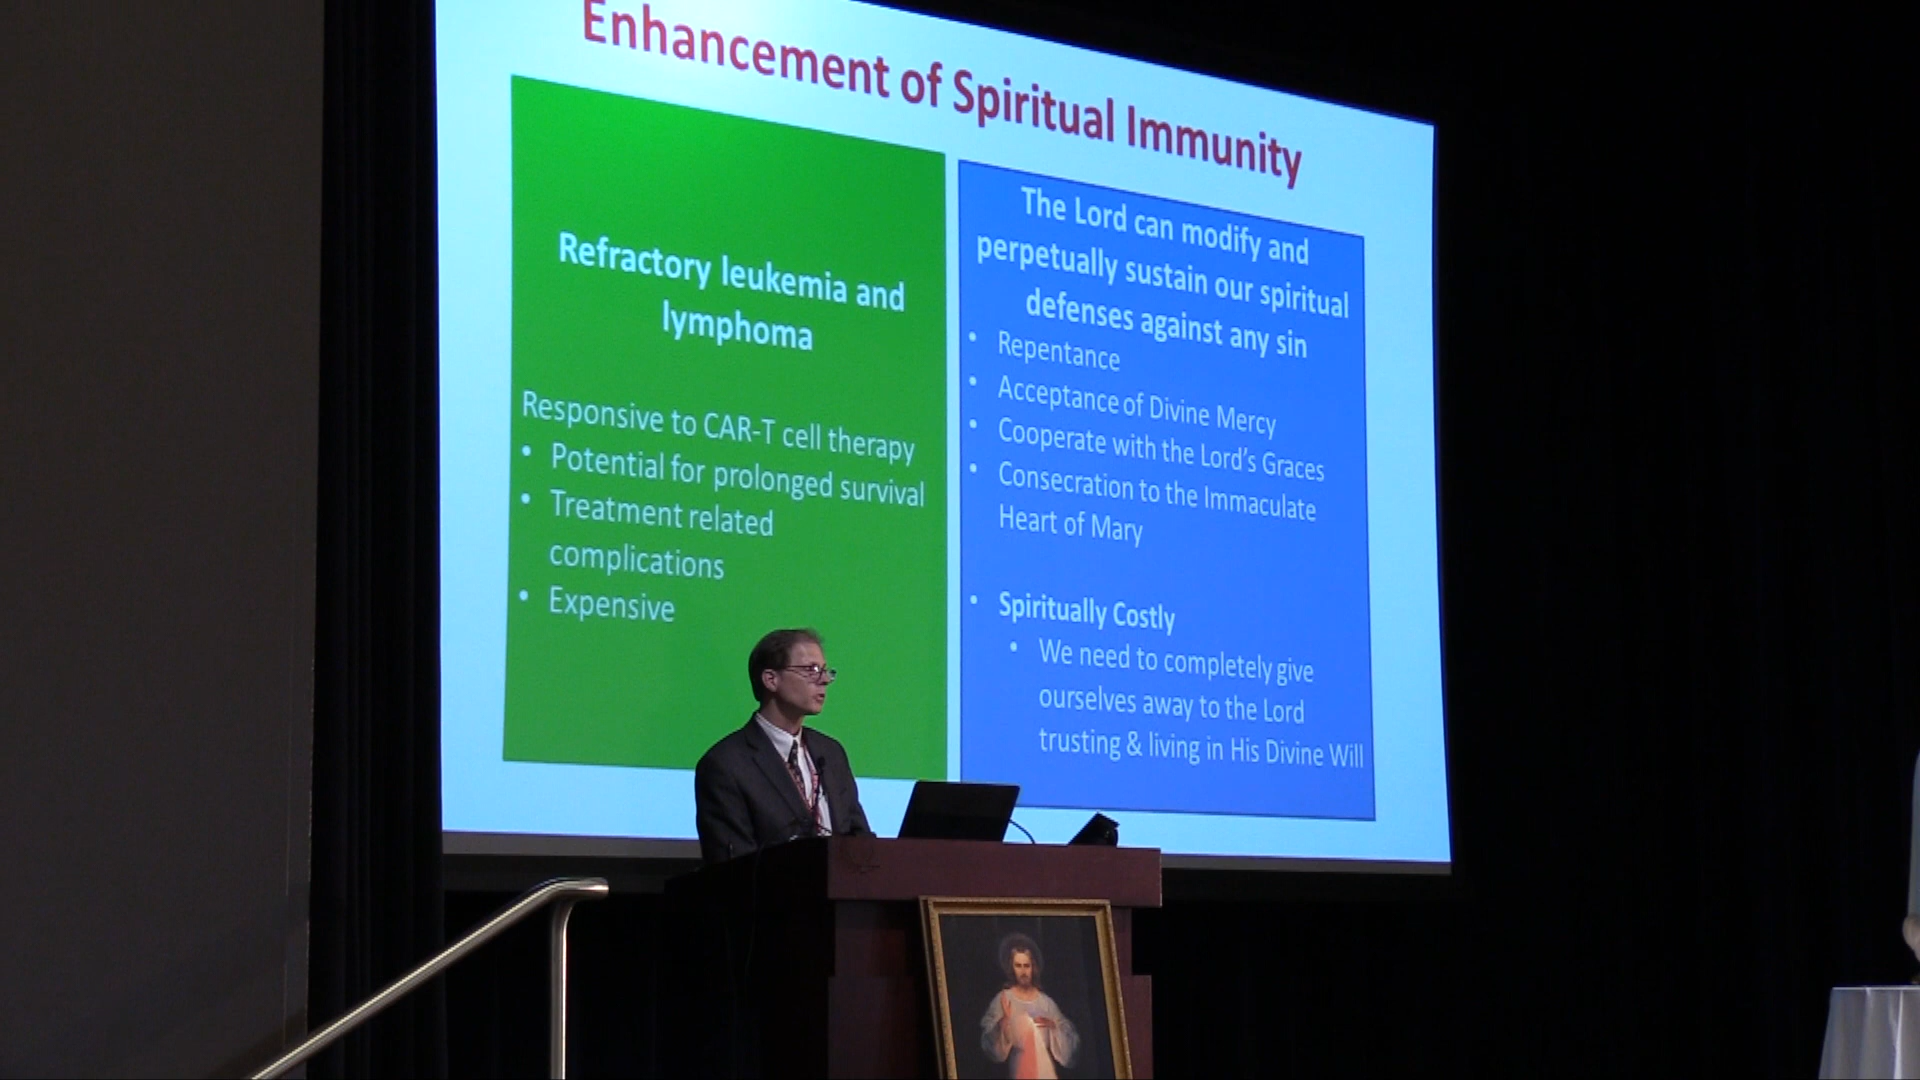 Enhancement of Spiritual Immunity
Refractory leukemia and
lymphoma
Responsive to CAR-T cell therapy
• Potential for prolonged survival
• Treatment related
complications
• Expensive
The Lord can modify and
perpetually sustain our spiritual
defenses against any sin
• Repentance
• Acceptance of Divine Mercy
• Cooperate with the Lord's Graces
• Consecration to the Immaculate
Heart of Mary
• Spiritually Costly
• We need to completely give
ourselves away to the Lord
trusting & living in His Divine Will